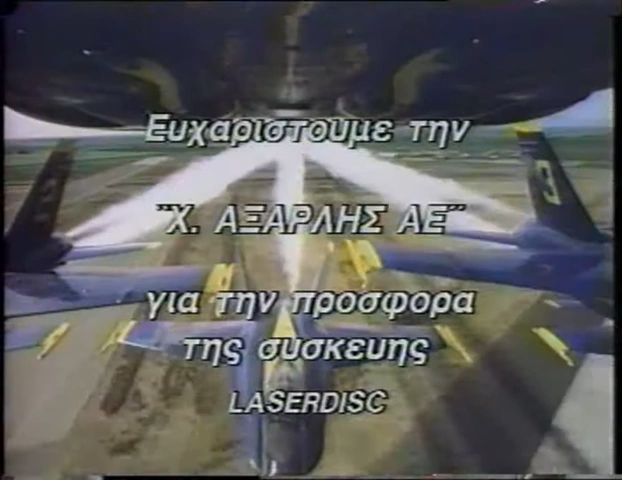 Ευχαριστουμε την
¨Χ. ΑΞΑΡΛΗΣ ΑΕ¨
για την προσφορα
της συσκευης
LASERDISC